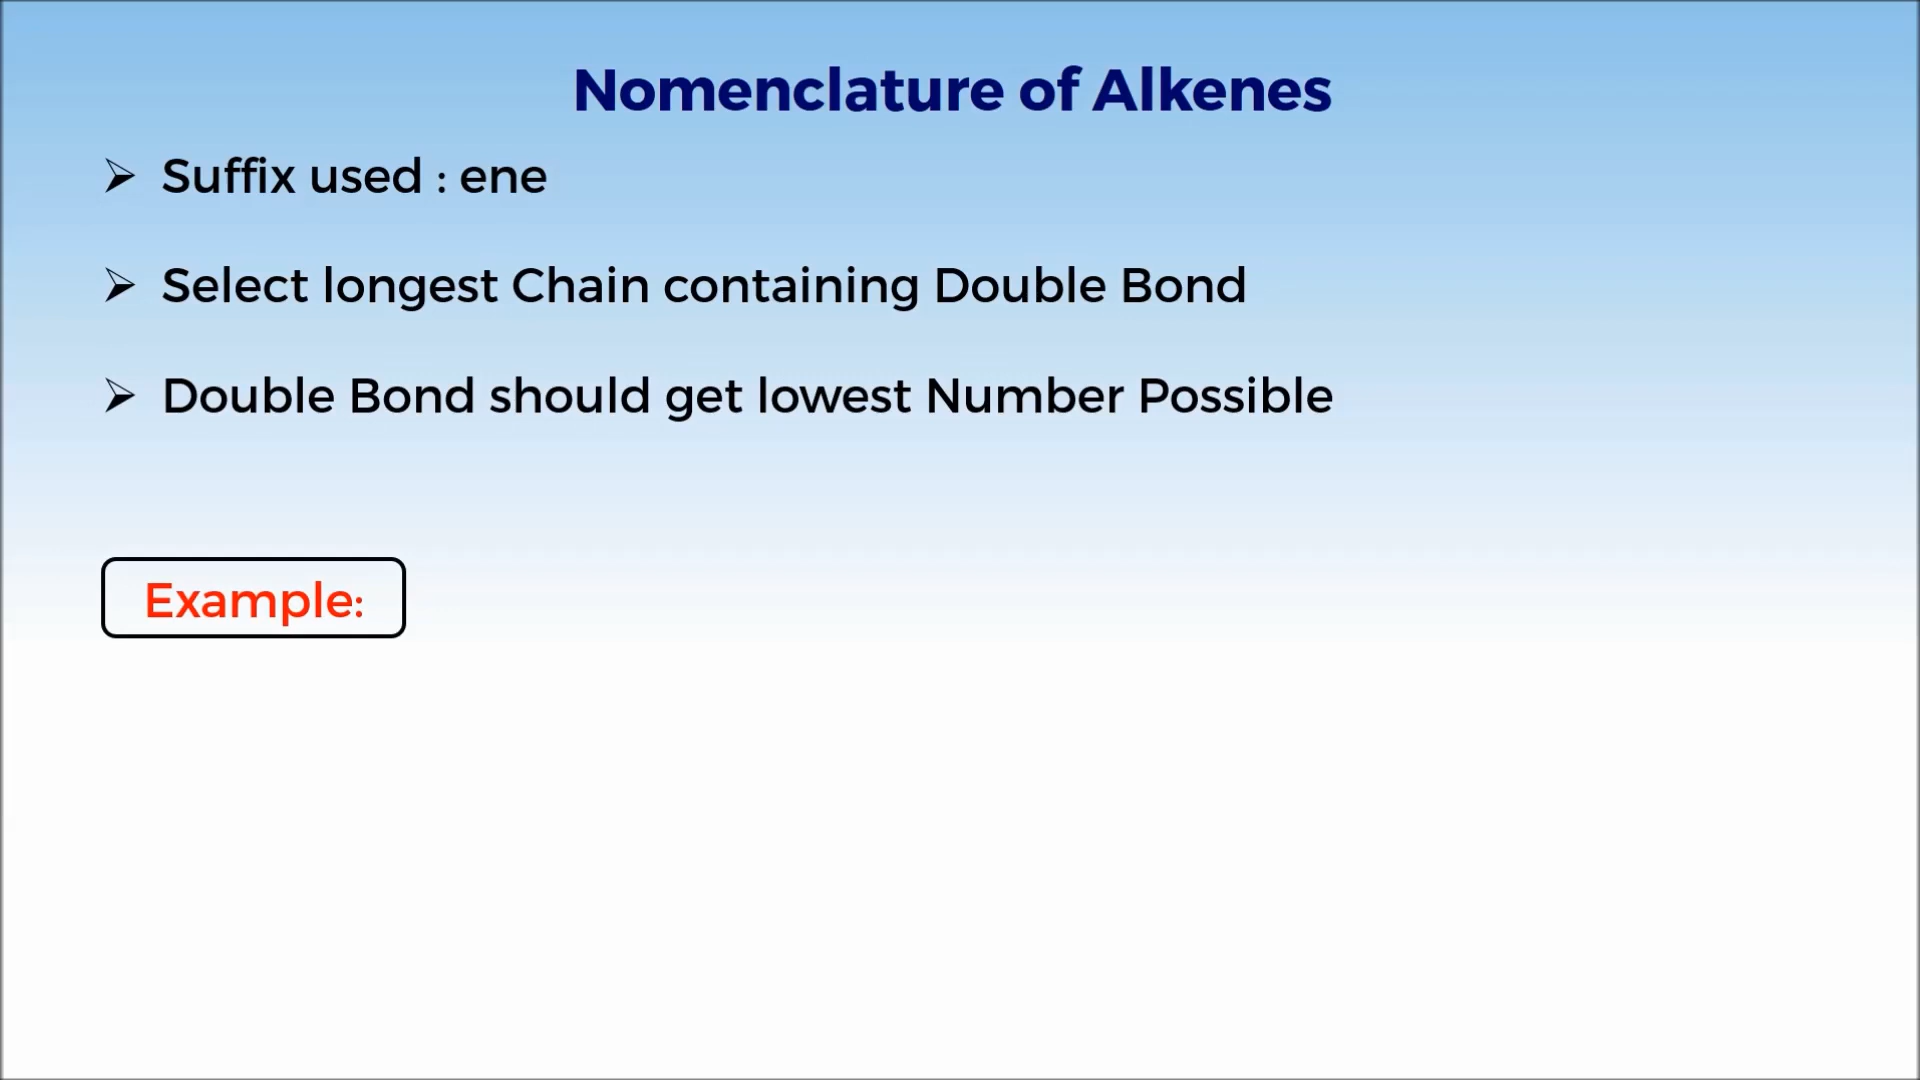 Nomenclature of Alkenes
Suffix used : ene
Select longest Chain containing Double Bond
Double Bond should get lowest Number Possible
Example: